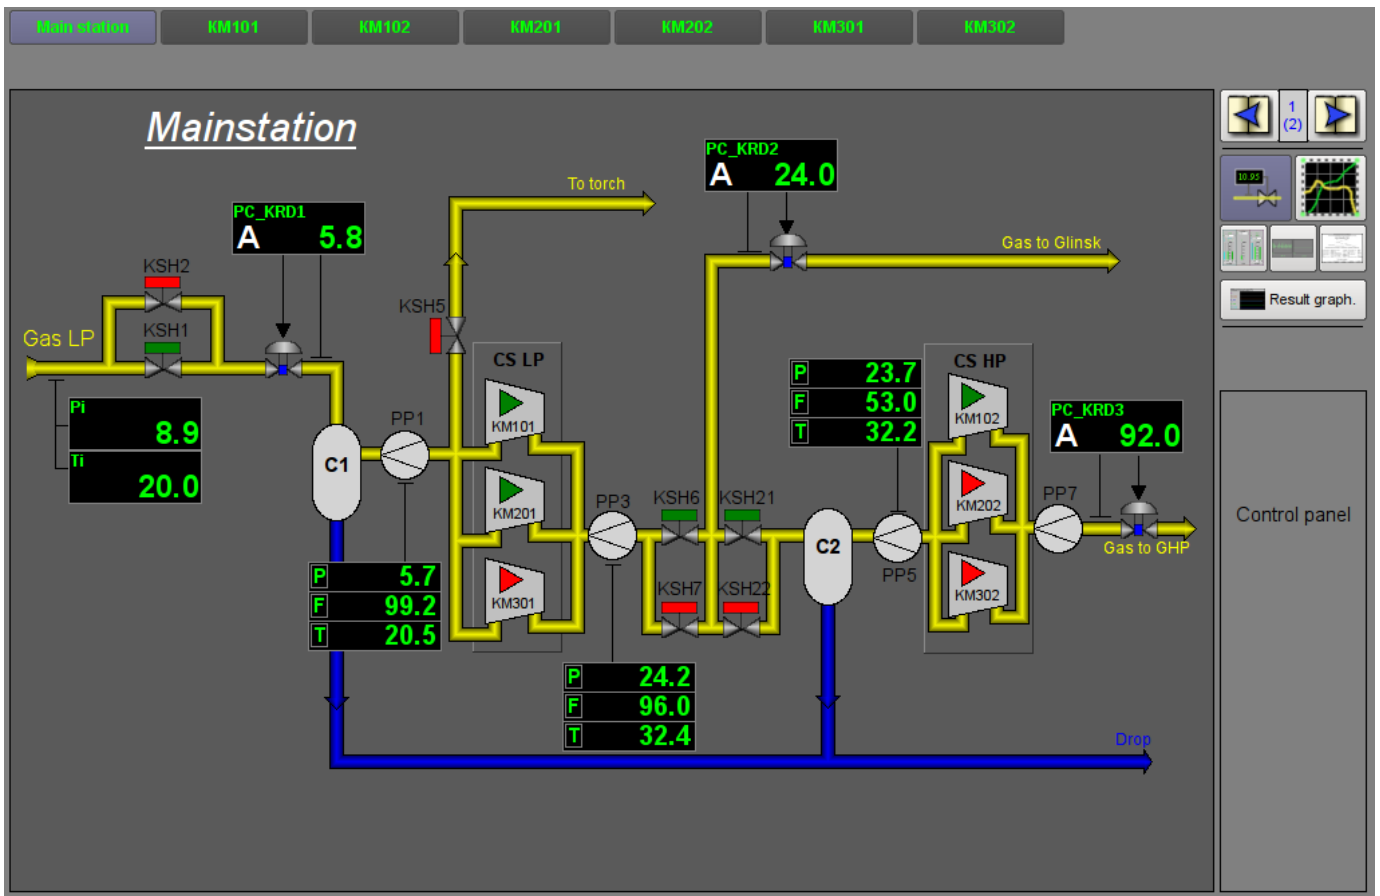 Main station
KM101
KM102
KM201
KM202
KM301
KM302
Mainstation
1
(2)
10.95
Result graph.
Control panel
PC_KRD2
A 24.0
To torch
PC_KRD1
A 5.8
Gas to Glinsk
KSH2
KSH5
KSH1
Gas LP
CS LP
CS HP
P 23.7
F 53.0
T 32.2
Pi
8.9
Ti
20.0
PP1
KM101
KM102
PC_KRD3
A 92.0
C1
KM201
KM202
PP3
KSH6
KSH21
PP7
C2
Gas to GHP
PP5
P 5.7
F 99.2
T 20.5
KM301
KSH7
KSH22
KM302
P 24.2
F 96.0
T 32.4
Drop